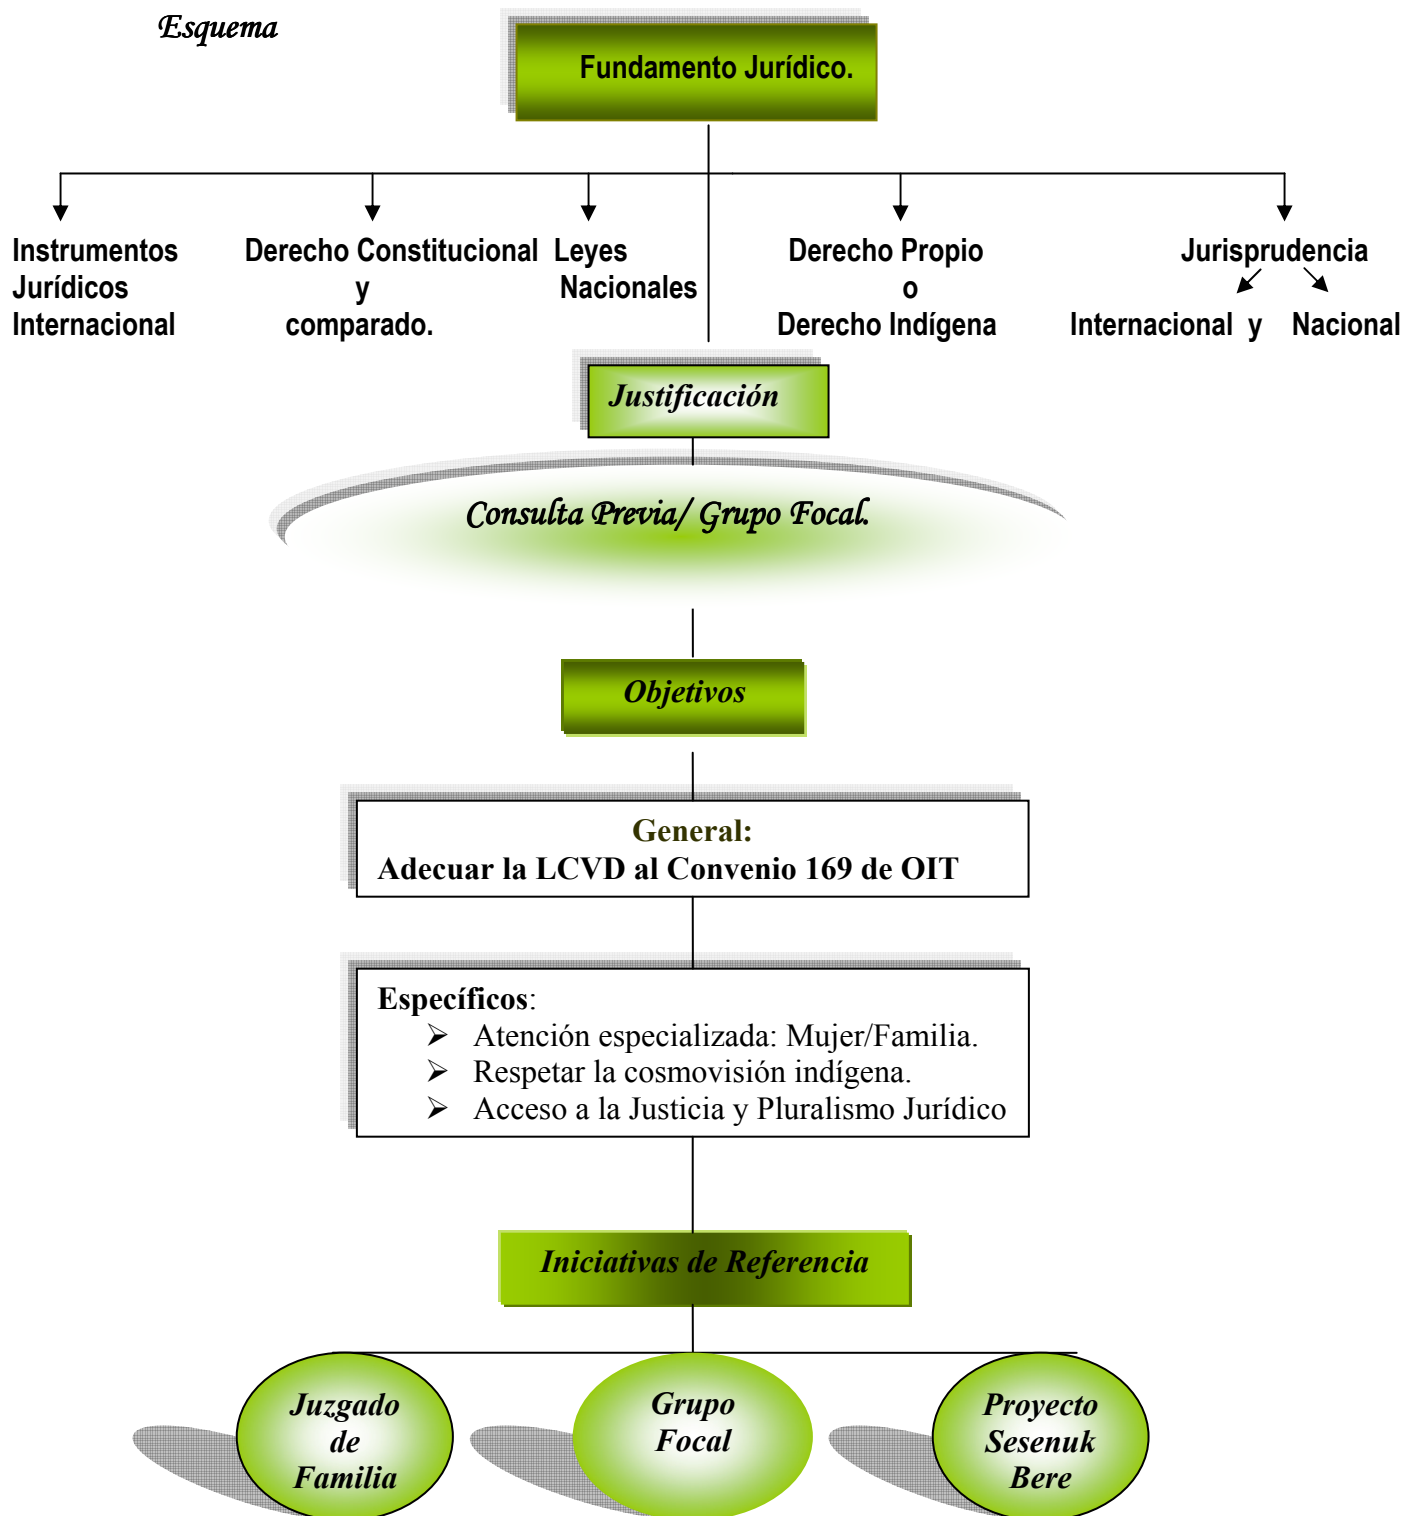 Esquema
Fundamento Jurídico.
Instrumentos
Jurídicos
Internacional
Derecho Constitucional
y
comparado.
Leyes
Nacionales
Derecho Propio
o
Derecho Indígena
Jurisprudencia
Internacional y Nacional
Justificación
Consulta Previa/ Grupo Focal.
Objetivos
General:
Adecuar la LCVD al Convenio 169 de OIT
Específicos:
➢ Atención especializada: Mujer/Familia.
➢ Respetar la cosmovisión indígena.
➢ Acceso a la Justicia y Pluralismo Jurídico
Iniciativas de Referencia
Juzgado
de
Familia
Grupo
Focal
Proyecto
Sesenuk
Bere